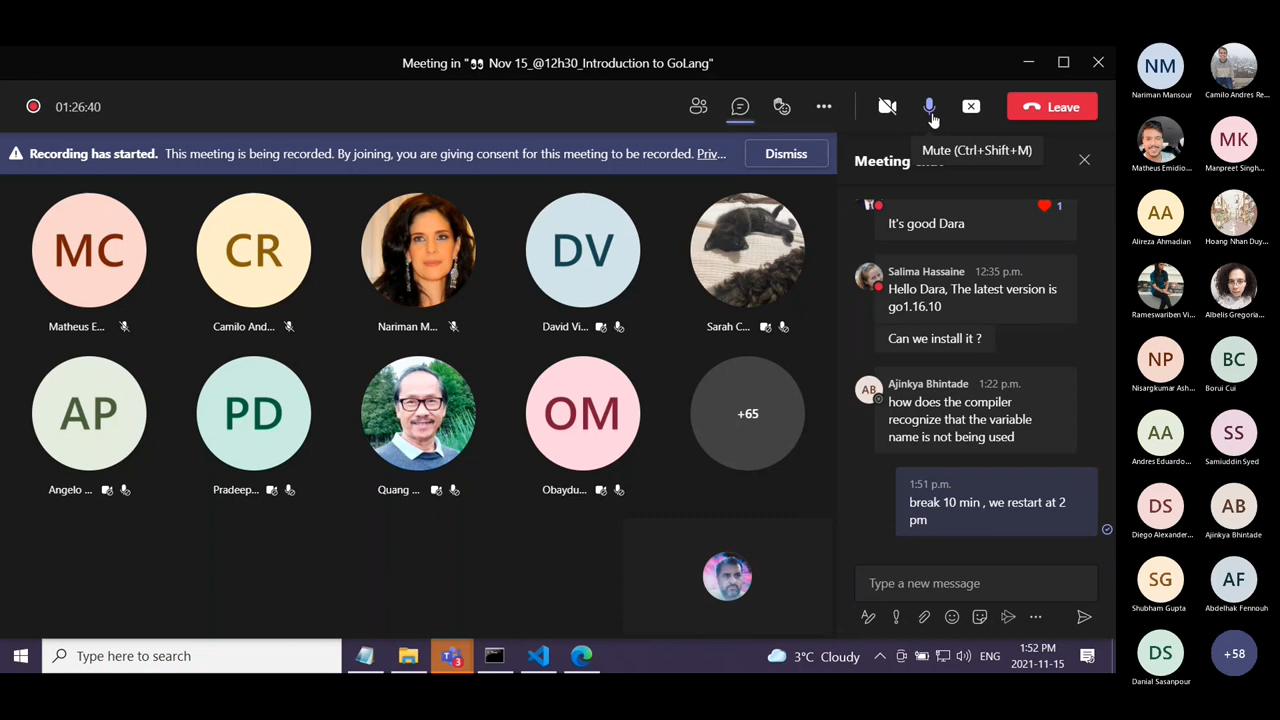 Meeting in "👀 Nov 15_@12h30_Introduction to GoLang"
01:26:40
Leave
Recording has started. This meeting is being recorded. By joining, you are giving consent for this meeting to be recorded. Priv...
Dismiss
Mute (Ctrl+Shift+M)
Meeting
MC
CR
DV
Matheus E...
Camilo And...
Nariman M...
David Vi...
Sarah C...
AP
PD
OM
+65
Angelo ...
Pradeep...
Quang ...
Obaydu...
1
It's good Dara
Salima Hassaine 12:35 p.m.
Hello Dara, The latest version is
go1.16.10
Can we install it ?
AB
Ajinkya Bhintade 1:22 p.m.
how does the compiler
recognize that the variable
name is not being used
1:51 p.m.
break 10 min , we restart at 2
pm
Type a new message
Type here to search
3
3°C Cloudy
ENG
1:52 PM
2021-11-15
NM
Nariman Mansour
Camilo Andres Re...
MK
Matheus Emidio...
Manpreet Singh...
AA
Alireza Ahmadian
Hoang Nhan Duy...
Rameswariben Vi...
Albelis Gregoria...
NP
BC
Nisargkumar Ash...
Borui Cui
AA
SS
Andres Eduardo...
Samiuddin Syed
DS
AB
Diego Alexander...
Ajinkya Bhintade
SG
AF
Shubham Gupta
Abdelhak Fennouh
DS
+58
Danial Sasanpour